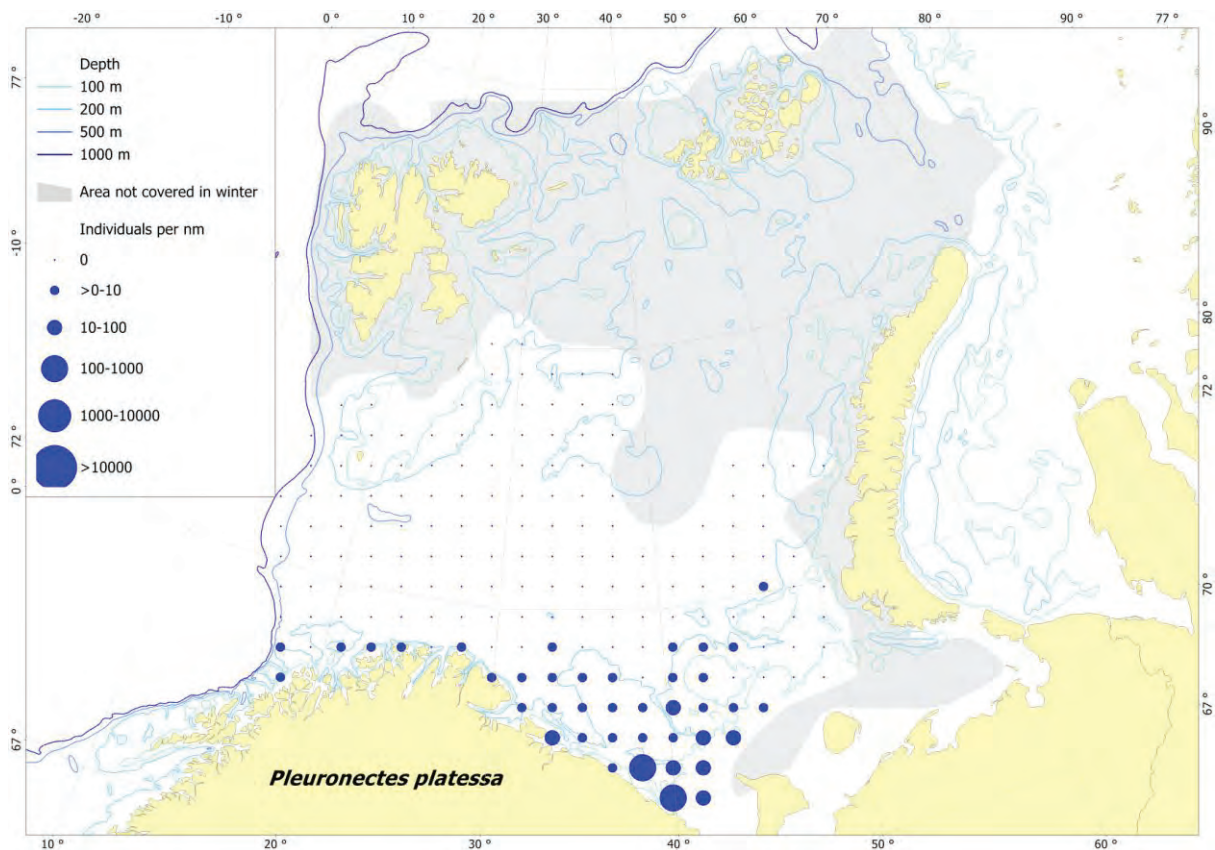 -20 ° -10 ° 0 ° 10 ° 20 ° 30 ° 40 ° 50 ° 60 ° 70 ° 80 ° 90 ° 77 °
Depth
100 m
200 m
500 m
1000 m
Area not covered in winter
Individuals per nm
0
>0-10
10-100
100-1000
1000-10000
>10000
77 °
-10 °
72 °
0 °
67 °
90 °
80 °
72 °
70 °
67 °
Pleuronectes platessa
10 ° 20 ° 30 ° 40 ° 50 ° 60 °